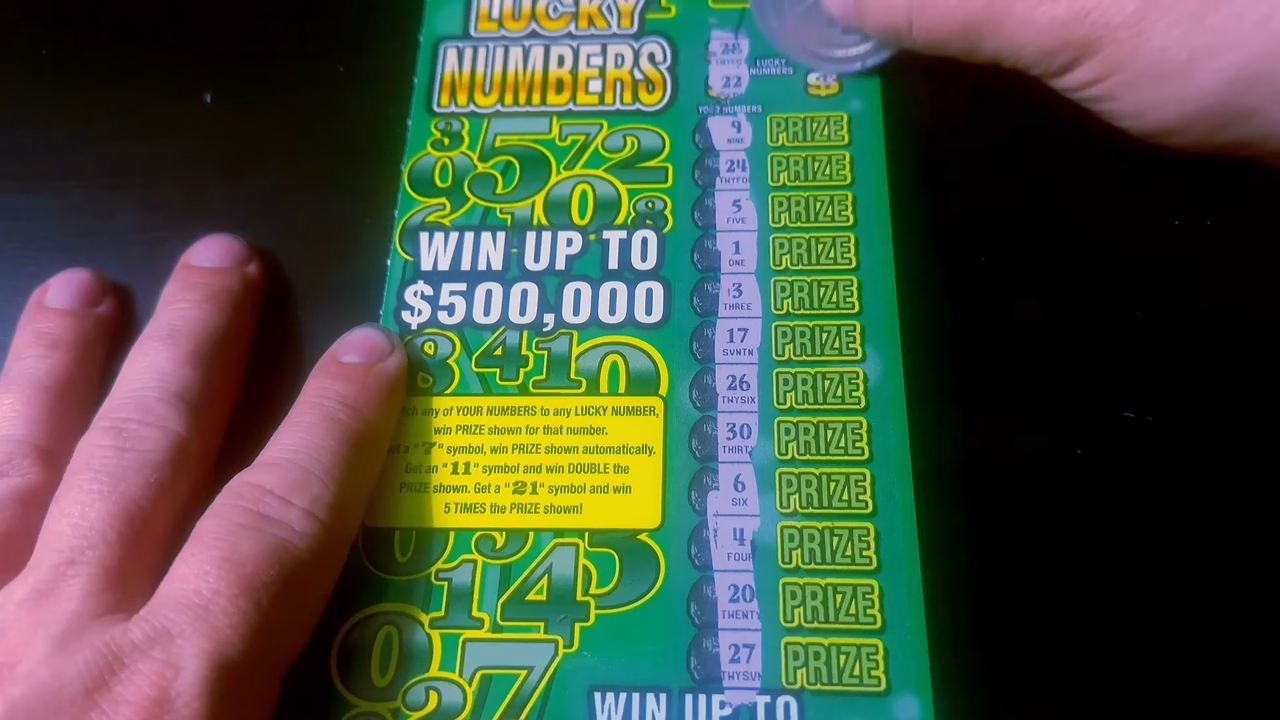 LUCKY
NUMBERS
WIN UP TO
$500,000
any of YOUR NUMBERS to any LUCKY NUMBER,
win PRIZE shown for that number.
a "7" symbol, win PRIZE shown automatically.
Get an "11" symbol and win DOUBLE the
PRIZE shown. Get a "21" symbol and win
5 TIMES the PRIZE shown!
22
LUCKY
NUMBERS
$
YOUR NUMBERS
9 PRIZE
NINE
24 PRIZE
TWYFO
5 PRIZE
FIVE
1 PRIZE
ONE
3 PRIZE
THREE
17 PRIZE
SVNTN
26 PRIZE
TWYSIX
30 PRIZE
THIRTY
6 PRIZE
SIX
4 PRIZE
FOUR
20 PRIZE
TWENTY
27 PRIZE
TWYSVN
WIN UP TO